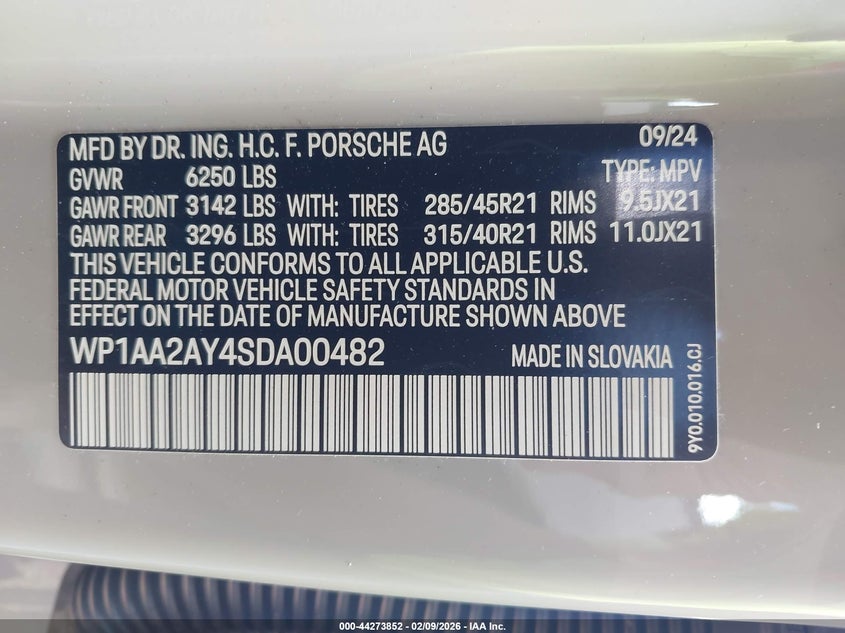 MFD BY DR. ING. H.C. F. PORSCHE AG 09/24
GVWR 6250 LBS TYPE: MPV
GAWR FRONT 3142 LBS WITH: TIRES 285/45R21 RIMS 9.5JX21
GAWR REAR 3296 LBS WITH: TIRES 315/40R21 RIMS 11.0JX21
THIS VEHICLE CONFORMS TO ALL APPLICABLE U.S.
FEDERAL MOTOR VEHICLE SAFETY STANDARDS IN
EFFECT ON THE DATE OF MANUFACTURE SHOWN ABOVE
WP1AA2AY4SDA00482 MADE IN SLOVAKIA
9Y0.010.016.CJ
000-44273852 / 02/09/2026 - IAA Inc.